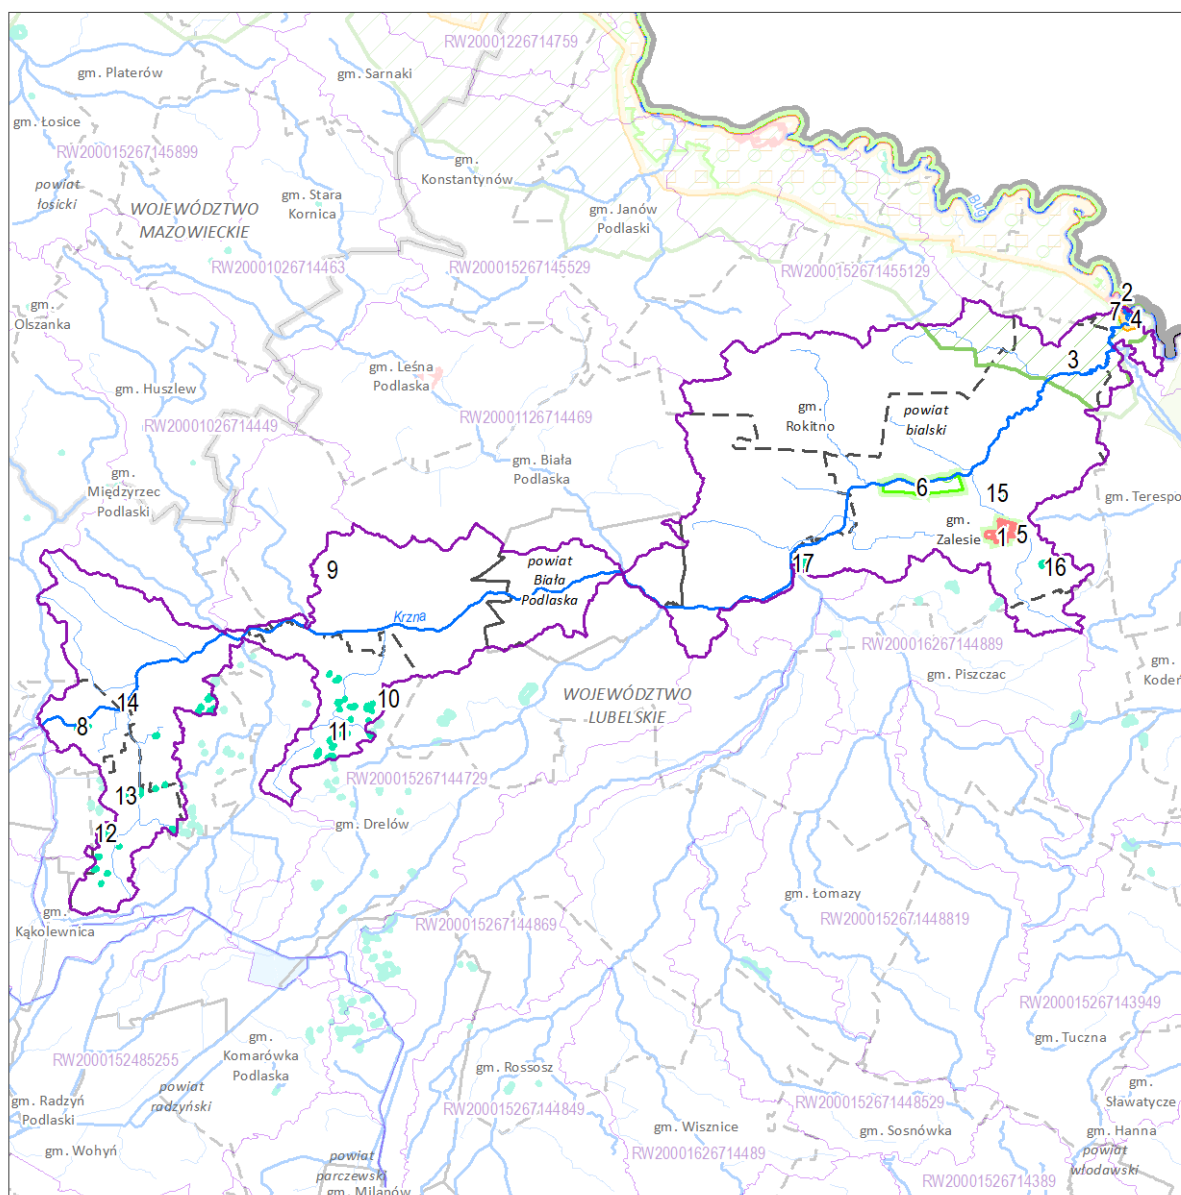 RW20001226714759
gm. Platerów
gm. Sarnaki
gm. Łosice
RW200015267145899
gm.
Konstantynów
powiat
łosicki
gm. Stara
Kornica
WOJEWÓDZTWO
MAZOWIECKIE
gm. Janów
Podlaski
Bug
RW20001026714463
RW200015267145529
RW2000152671455129
2
7
4
gm.
Olszanka
3
gm. Leśna
Podlaska
gm. Huszlew
gm.
Rokitno
powiat
bialski
RW20001026714449
RW20001126714469
gm. Biała
Podlaska
gm.
Międzyrzec
Podlaski
6
15
gm. Terespo
gm.
Zalesie
1
5
9
powiat
Biała
Podlaska
17
16
Krzna
RW200016267144889
gm. Piszczac
gm.
Kodeń
WOJEWÓDZTWO
LUBELSKIE
14
8
10
11
RW200015267144729
13
gm. Drelów
12
gm.
Kąkolewnica
gm. Łomazy
RW200015267144869
RW2000152671448819
RW200015267143949
gm. Tuczna
gm.
Komarówka
Podlaska
RW2000152485255
gm. Rossosz
powiat
radzyński
gm.
Sławatycze
gm. Radzyń
Podlaski
RW200015267144849
RW2000152671448529
gm. Wisznice
gm. Sosnówka
gm. Hanna
gm. Wohyń
powiat
parczewski
RW20001626714489
powiat
włodawski
gm. Milanów
RW20001526714389